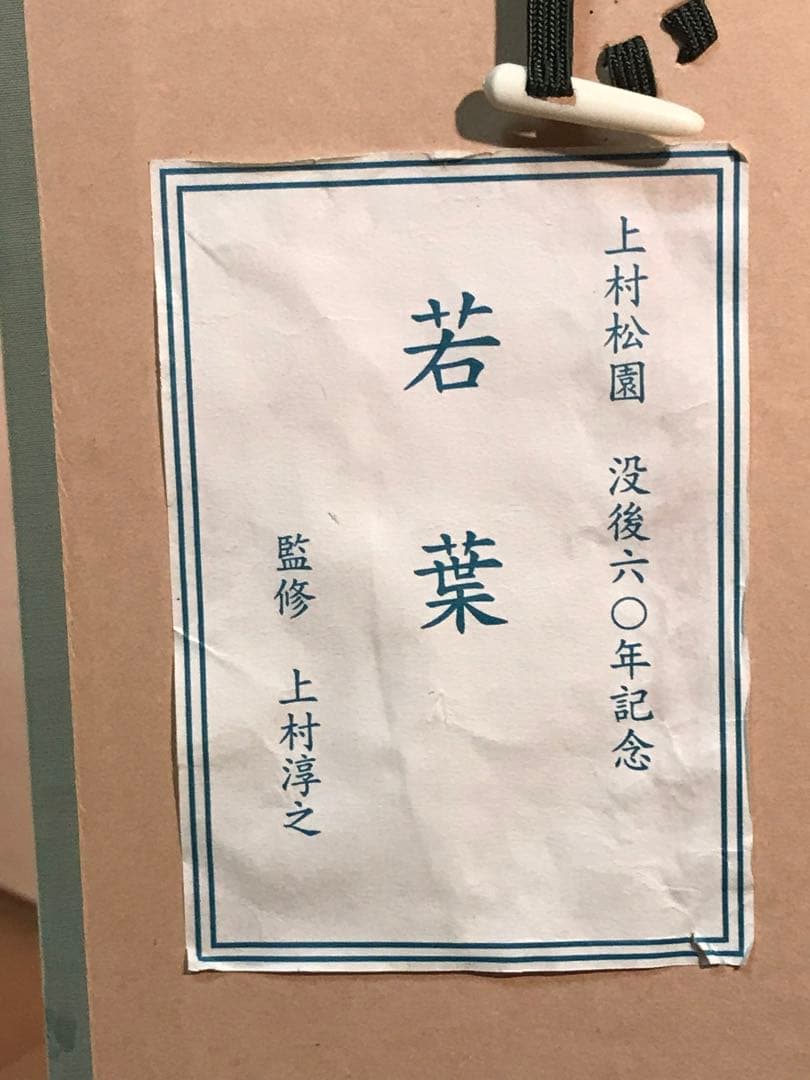 上村松園　没後六〇年記念
若葉
監修　上村淳之